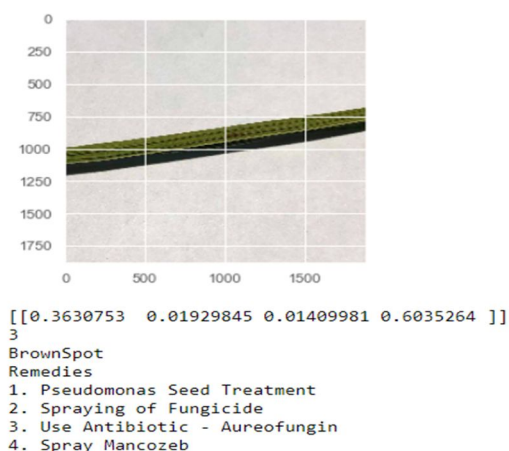 0
250
500
750
1000
1250
1500
1750
0 500 1000 1500
[[0.3630753 0.01929845 0.01409981 0.6035264 ]]
3
BrownSpot
Remedies
1. Pseudomonas Seed Treatment
2. Spraying of Fungicide
3. Use Antibiotic - Aureofungin
4. Spray Mancozeb